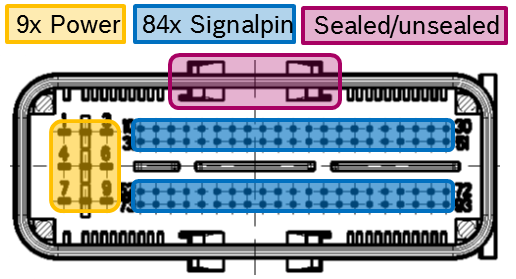 9x Power
84x Signalpin
Sealed/unsealed
4 6
7 9